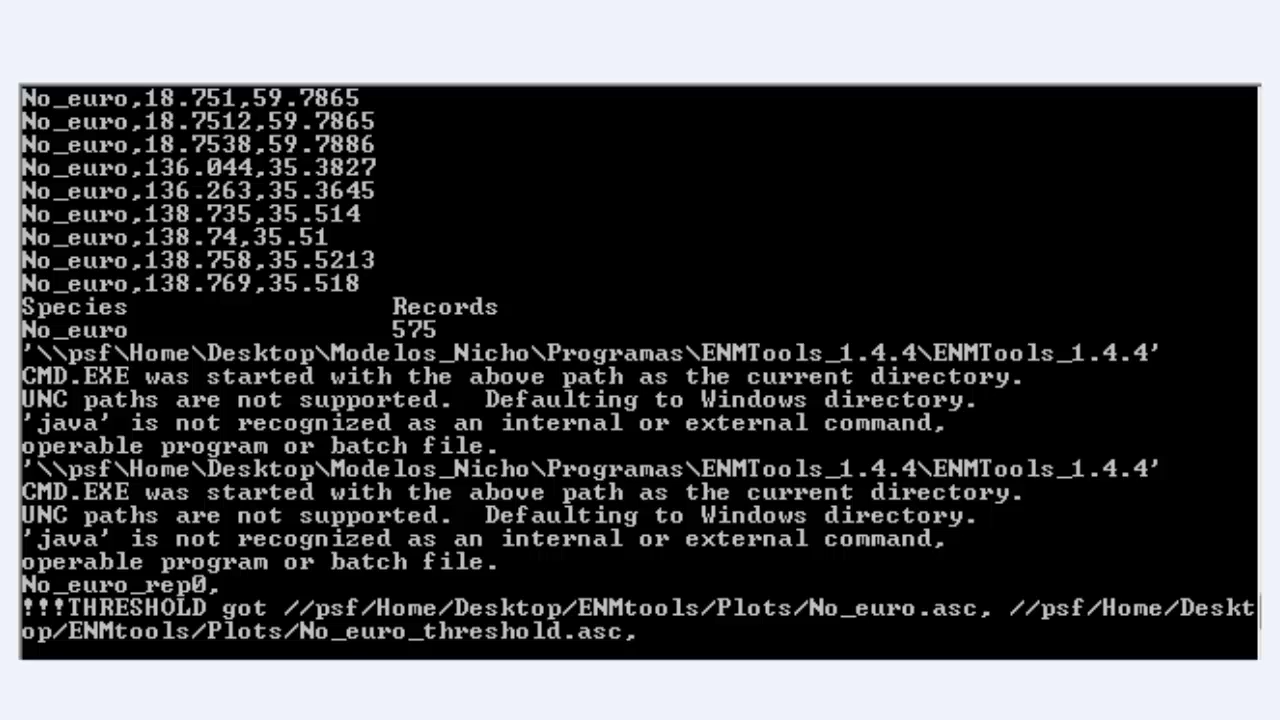 No_euro,18.751,59.7865
No_euro,18.7512,59.7865
No_euro,18.7538,59.7886
No_euro,136.044,35.3827
No_euro,136.263,35.3645
No_euro,138.735,35.514
No_euro,138.74,35.51
No_euro,138.758,35.5213
No_euro,138.769,35.518
Species Records
No_euro 575
'\\psf\Home\Desktop\Modelos_Nicho\Programas\ENMTools_1.4.4\ENMTools_1.4.4'
CMD.EXE was started with the above path as the current directory.
UNC paths are not supported.  Defaulting to Windows directory.
'java' is not recognized as an internal or external command,
operable program or batch file.
'\\psf\Home\Desktop\Modelos_Nicho\Programas\ENMTools_1.4.4\ENMTools_1.4.4'
CMD.EXE was started with the above path as the current directory.
UNC paths are not supported.  Defaulting to Windows directory.
'java' is not recognized as an internal or external command,
operable program or batch file.
No_euro_rep0,
!!!THRESHOLD got //psf/Home/Desktop/ENMtools/Plots/No_euro.asc, //psf/Home/Deskt
op/ENMtools/Plots/No_euro_threshold.asc,